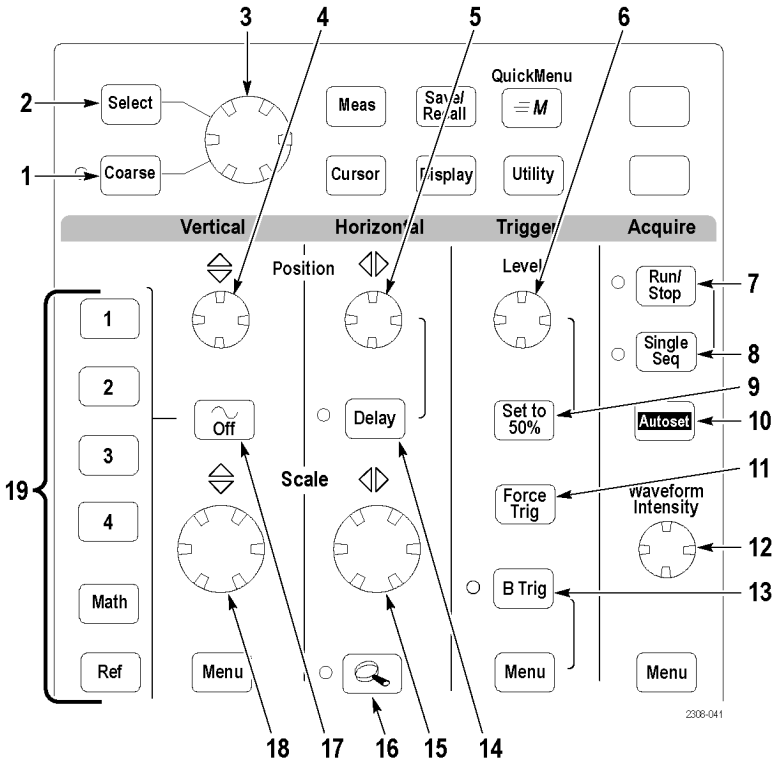 3
4
5
6
QuickMenu
2
Select
Meas
Save/
Recall
M
1
Coarse
Cursor
Display
Utility
Vertical
Horizontal
Trigger
Acquire
Position
Level
Run/
Stop
7
1
Single
Seq
8
2
9
Off
Delay
Set to
50%
Autoset
10
3
11
19
Scale
Force
Trig
Waveform
Intensity
4
12
B Trig
13
Math
Ref
Menu
Menu
Menu
2308-041
18
17
16
15
14